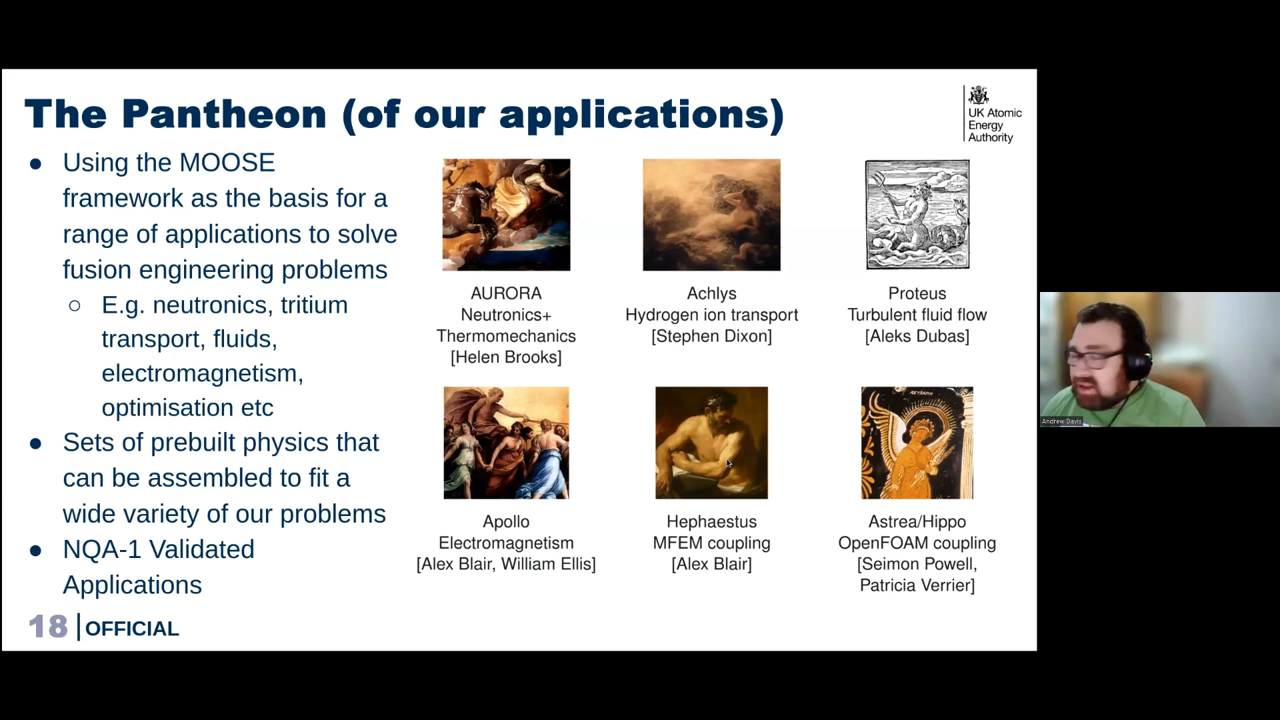 The Pantheon (of our applications)
UK Atomic
Energy
Authority
● Using the MOOSE
framework as the basis for a
range of applications to solve
fusion engineering problems
○ E.g. neutronics, tritium
transport, fluids,
electromagnetism,
optimisation etc
● Sets of prebuilt physics that
can be assembled to fit a
wide variety of our problems
● NQA-1 Validated
Applications
AURORA
Neutronics+
Thermomechanics
[Helen Brooks]
Achlys
Hydrogen ion transport
[Stephen Dixon]
Proteus
Turbulent fluid flow
[Aleks Dubas]
Apollo
Electromagnetism
[Alex Blair, William Ellis]
Hephaestus
MFEM coupling
[Alex Blair]
Astrea/Hippo
OpenFOAM coupling
[Seimon Powell,
Patricia Verrier]
18 | OFFICIAL
Andrew Davis